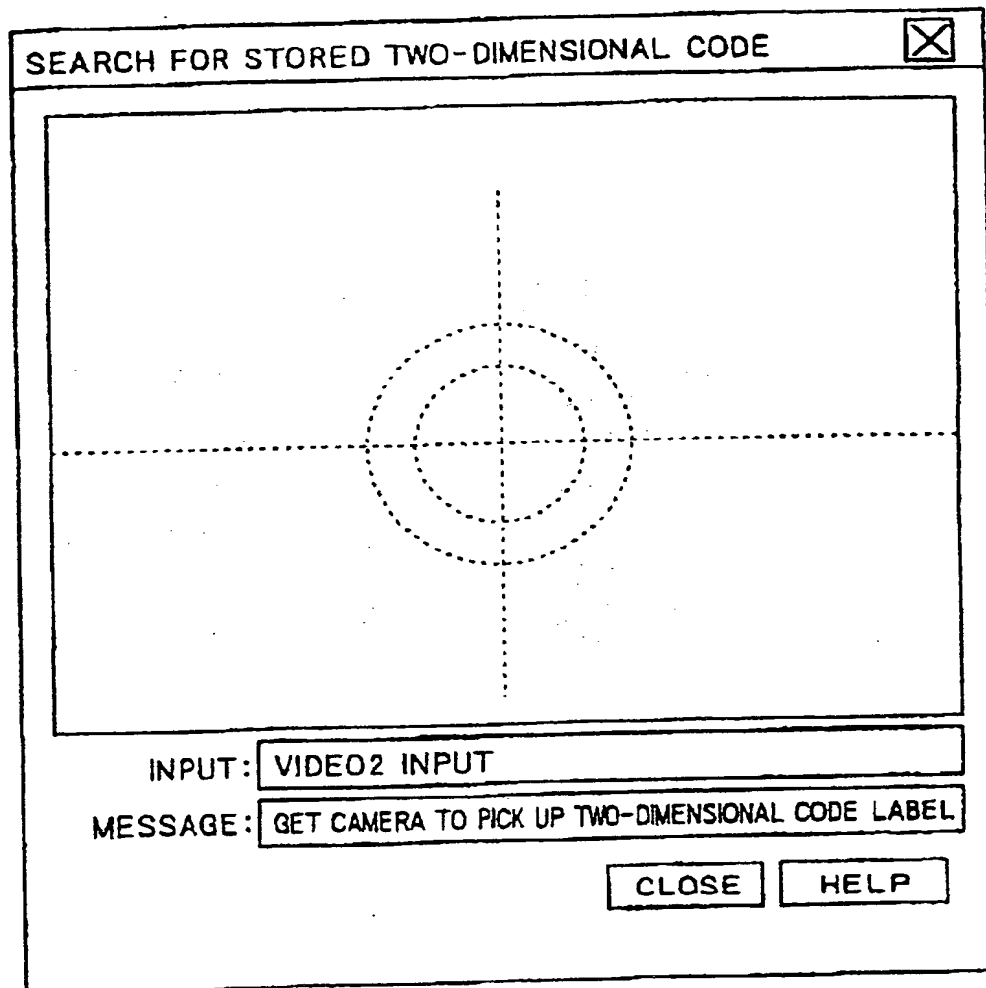 SEARCH FOR STORED TWO-DIMENSIONAL CODE
INPUT: VIDEO2 INPUT
MESSAGE: GET CAMERA TO PICK UP TWO-DIMENSIONAL CODE LABEL
CLOSE HELP